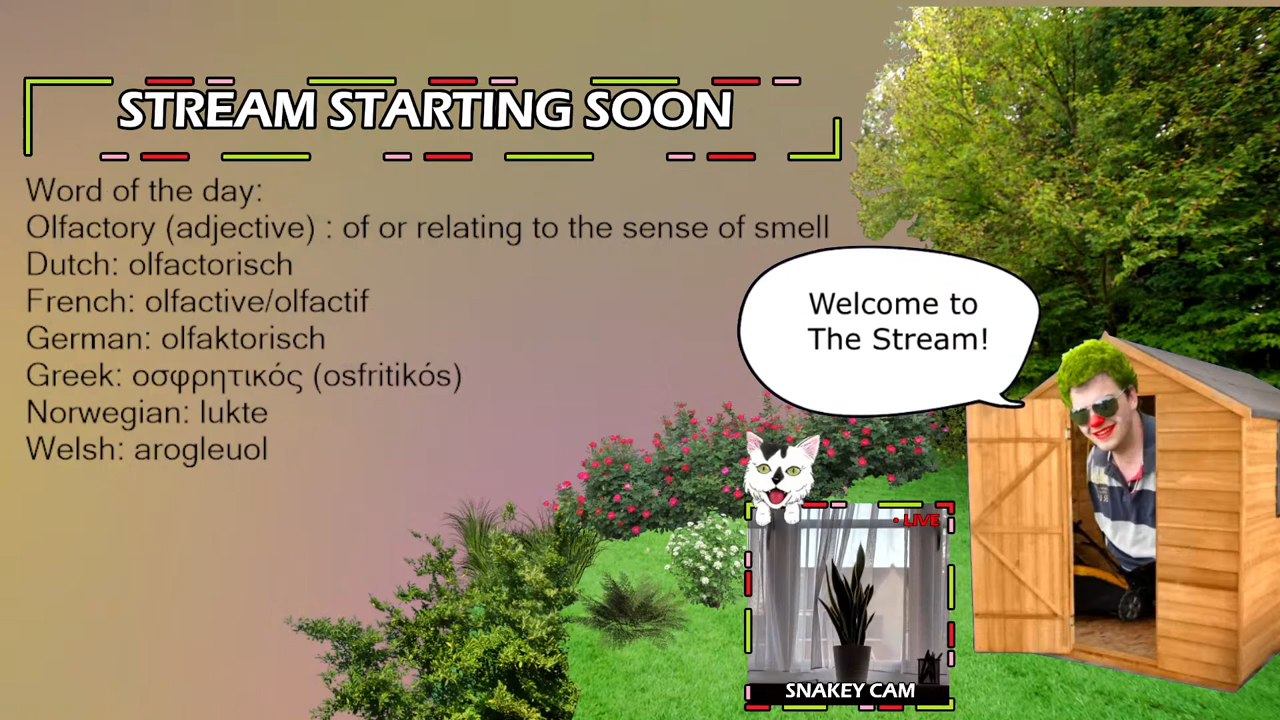 STREAM STARTING SOON
Word of the day:
Olfactory (adjective) : of or relating to the sense of smell
Dutch: olfactorisch
French: olfactive/olfactif
German: olfaktorisch
Greek: οσφρητικός (osfritikós)
Norwegian: lukte
Welsh: arogleuol
Welcome to
The Stream!
• LIVE
SNAKEY CAM